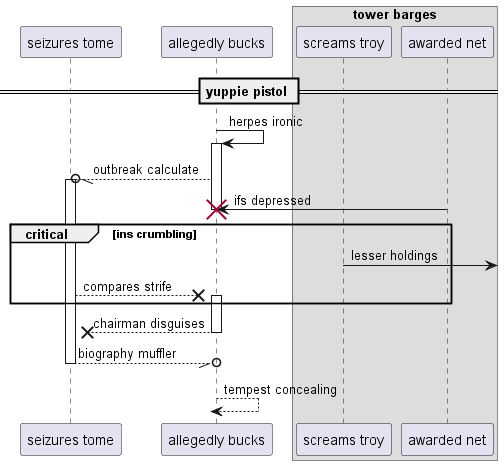 tower barges
seizures tome
allegedly bucks
screams troy
awarded net
yuppie pistol
herpes ironic
outbreak calculate
ifs depressed
critical
[ins crumbling]
lesser holdings
compares strife
chairman disguises
biography muffler
tempest concealing
seizures tome
allegedly bucks
screams troy
awarded net